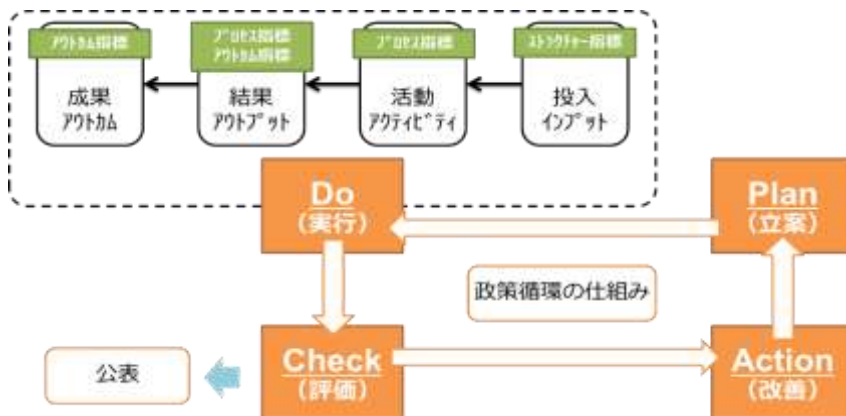 アウトカム指標
プロセス指標
アウトカム指標
プロセス指標
ストラクチャー指標
成果
アウトカム
結果
アウトプット
活動
アクティビティ
投入
インプット
Do
(実行)
Plan
(立案)
政策循環の仕組み
Check
(評価)
Action
(改善)
公表